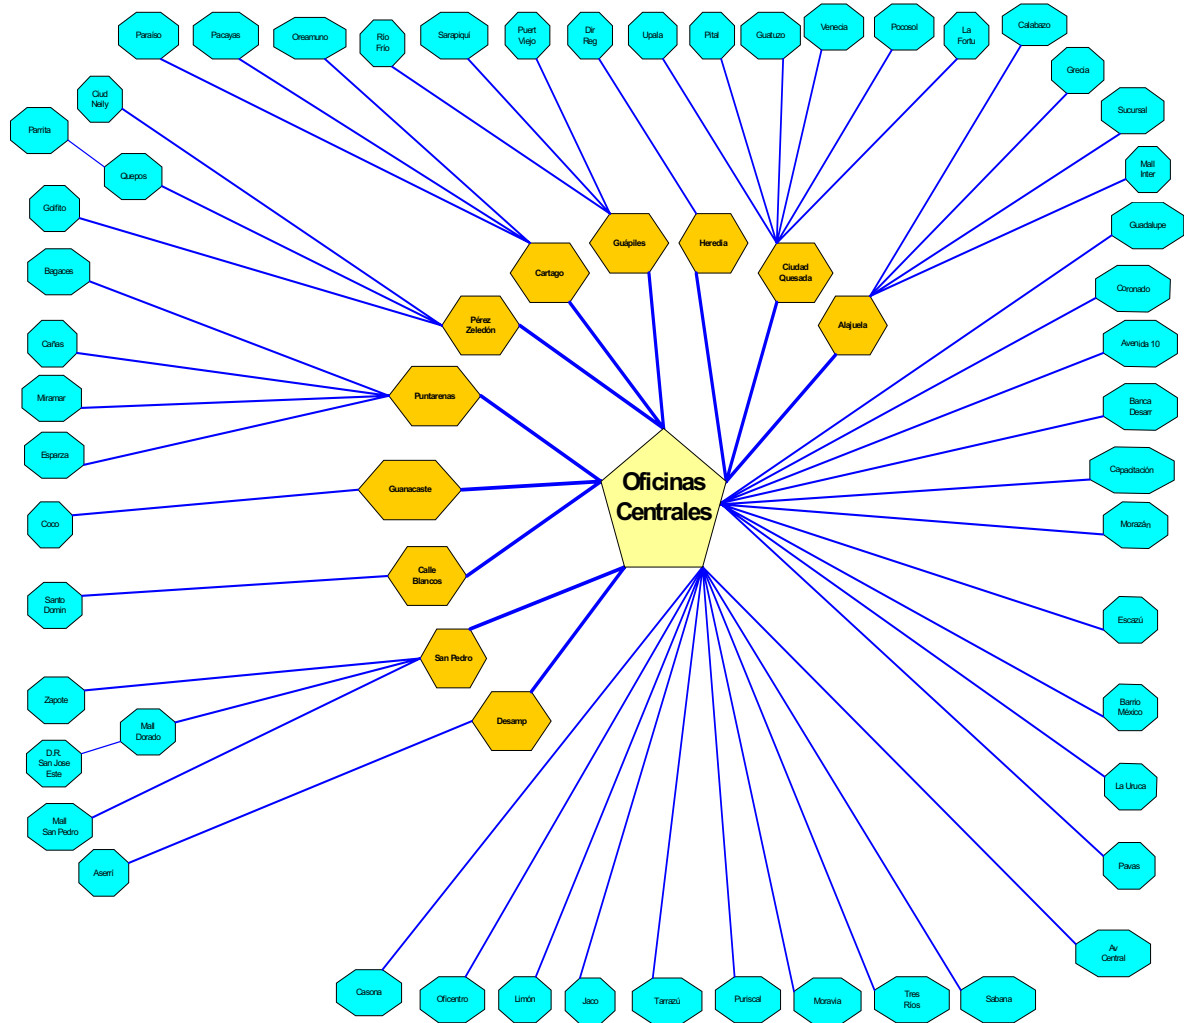 Paraíso
Pacayas
Oreamuno
Río
Frío
Sarapiquí
Puert
Viejo
Dir
Reg
Upala
Pital
Guatuzo
Venecia
Pocosol
La
Fortu
Calabazo
Grecia
Sucursal
Mall
Inter
Guadalupe
Coronado
Avenida 10
Banca
Desarr
Capacitación
Morazán
Escazú
Barrio
México
La Uruca
Pavas
Av
Central
Ciud
Neily
Parrita
Quepos
Golfito
Bagaces
Cañas
Miramar
Esparza
Coco
Santo
Domin
Zapote
Mall
Dorado
D.R.
San Jose
Este
Mall
San Pedro
Aserrí
Guápiles
Heredia
Cartago
Ciudad
Quesada
Pérez
Zeledón
Alajuela
Puntarenas
Guanacaste
Calle
Blancos
San Pedro
Desamp
Oficinas
Centrales
Casona
Oficentro
Limón
Jaco
Tarrazú
Puriscal
Moravia
Tres
Ríos
Sabana